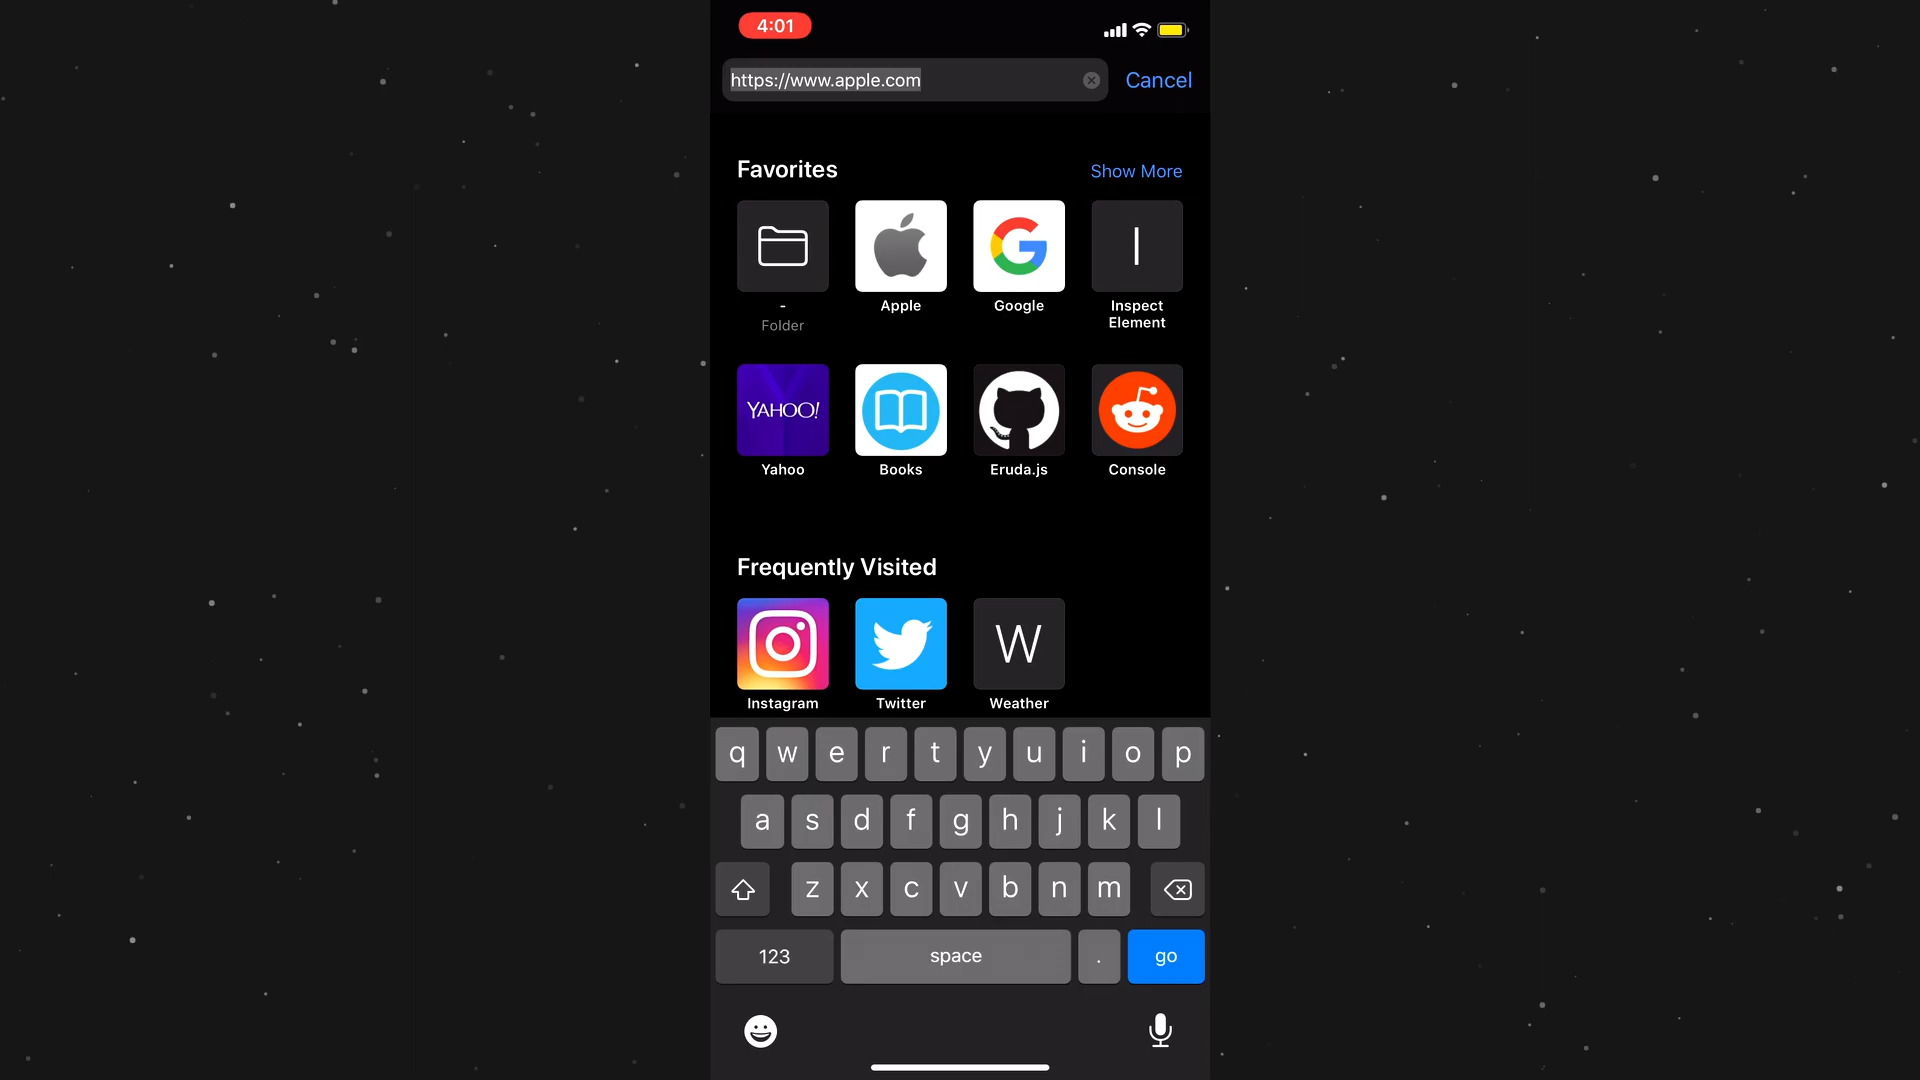 4:01
https://www.apple.com
Cancel
Favorites
Show More
I
-
Folder
Apple
Google
Inspect
Element
YAHOO!
Yahoo
Books
Eruda.js
Console
Frequently Visited
W
Instagram
Twitter
Weather
q w e r t y u i o p
a s d f g h j k l
z x c v b n m
123
space
.
go